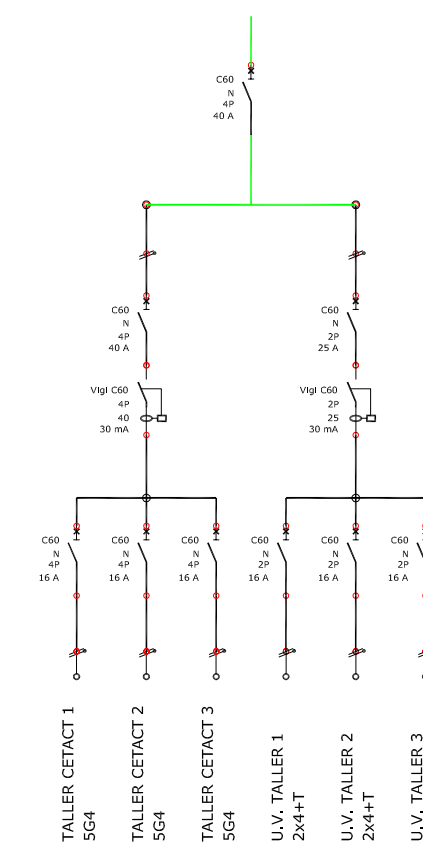 C60
N
4P
40 A
C60
N
4P
40 A
C60
N
2P
25 A
VIgI C60
4P
40
30 mA
VIgI C60
2P
25
30 mA
C60
N
4P
16 A
C60
N
4P
16 A
C60
N
4P
16 A
C60
N
2P
16 A
C60
N
2P
16 A
C60
N
2P
16 A
TALLER CETACT 1
5G4
TALLER CETACT 2
5G4
TALLER CETACT 3
5G4
U.V. TALLER 1
2x4+T
U.V. TALLER 2
2x4+T
U.V. TALLER 3